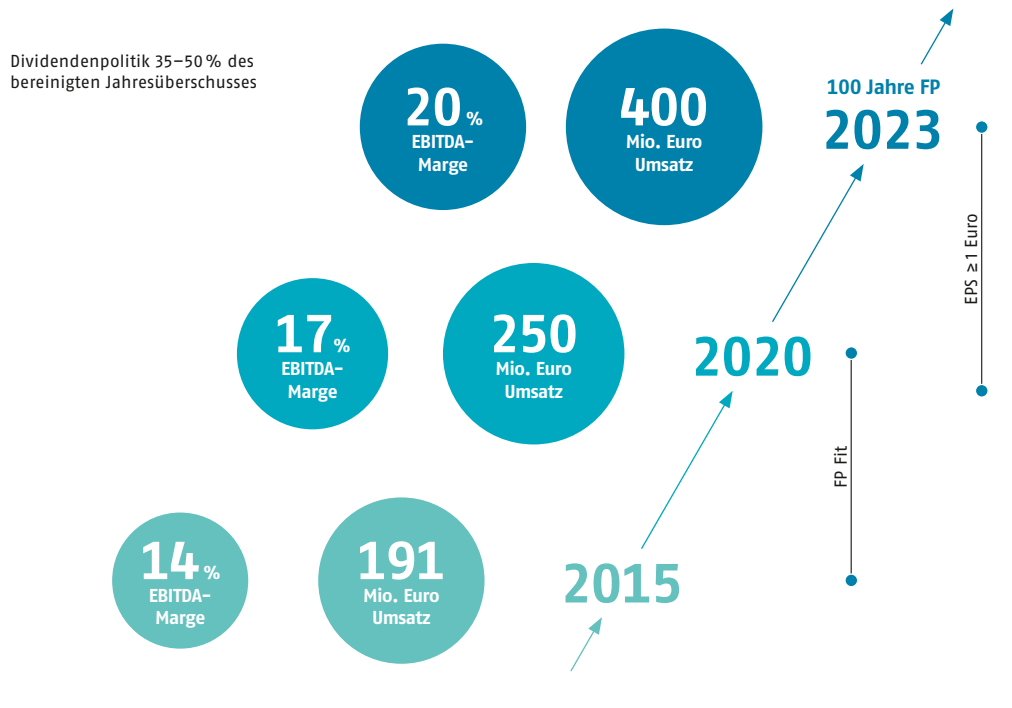 Dividendenpolitik 35–50 % des
bereinigten Jahresüberschusses
20 %
EBITDA–
Marge
400
Mio. Euro
Umsatz
100 Jahre FP
2023
EPS ≥ 1 Euro
17 %
EBITDA–
Marge
250
Mio. Euro
Umsatz
2020
FP Fit
14 %
EBITDA–
Marge
191
Mio. Euro
Umsatz
2015